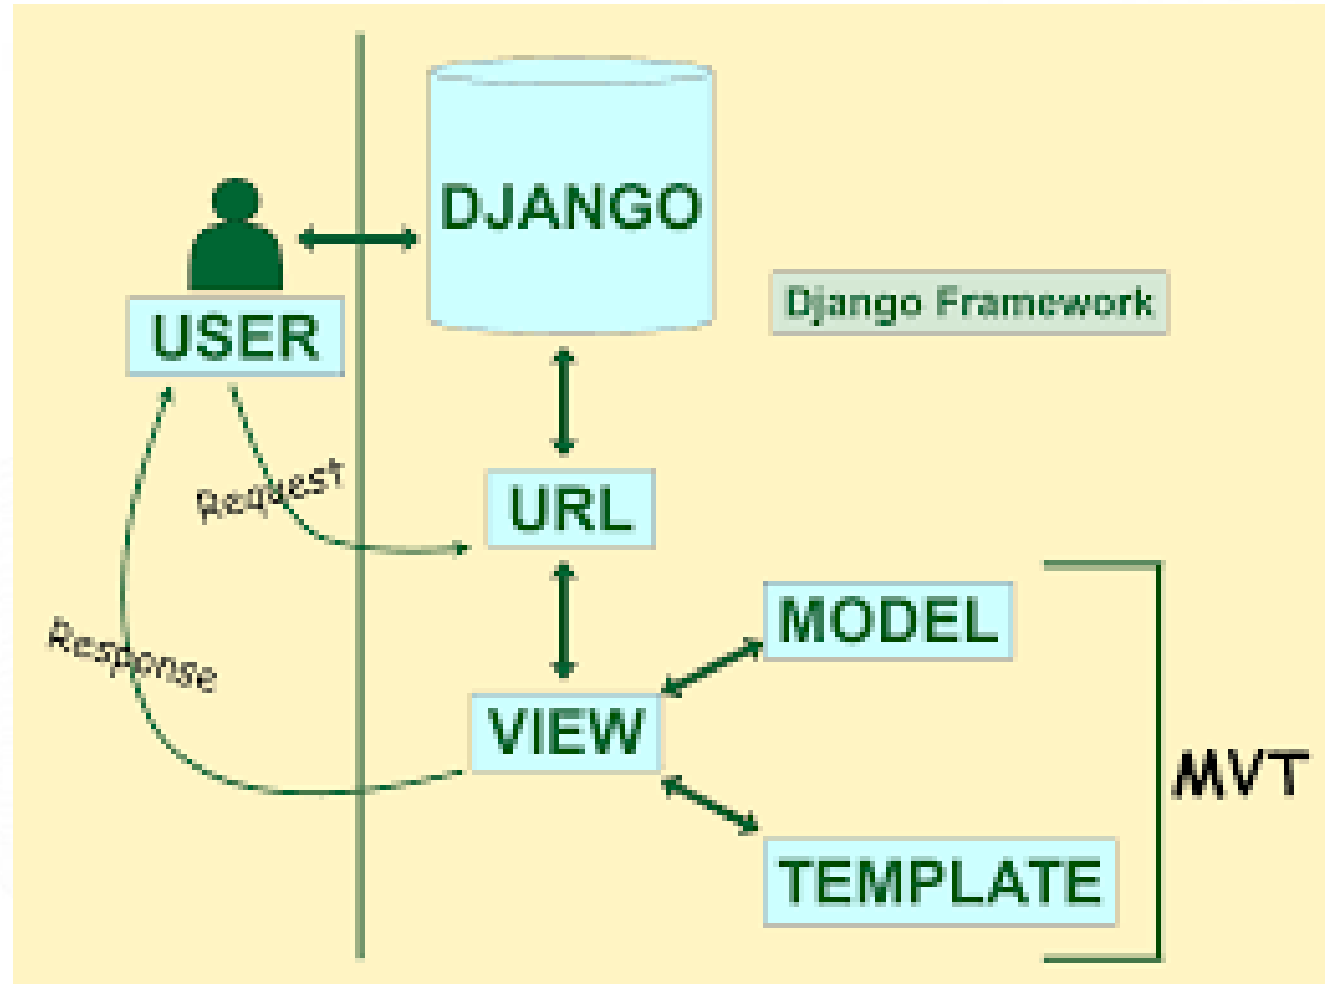 DJANGO
USER
Django Framework
Request
URL
Response
MODEL
VIEW
MVT
TEMPLATE